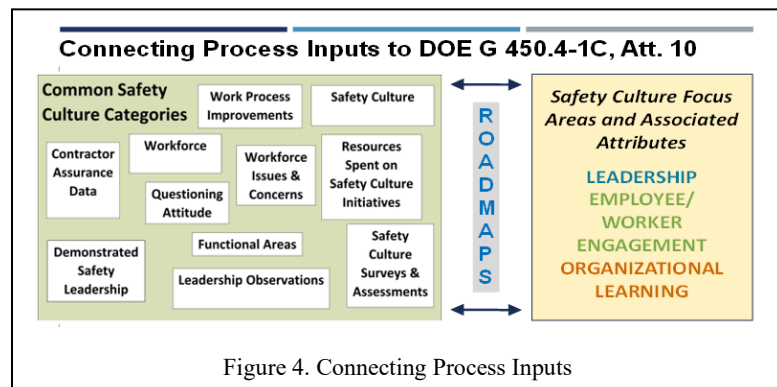 Connecting Process Inputs to DOE G 450.4-1C, Att. 10
Common Safety
Culture Categories
Work Process
Improvements
Safety Culture
Contractor
Assurance
Data
Workforce
Workforce
Issues &
Concerns
Resources
Spent on
Safety Culture
Initiatives
Questioning
Attitude
Functional Areas
Demonstrated
Safety
Leadership
Leadership Observations
Safety
Culture
Surveys &
Assessments
ROADMAPS
Safety Culture Focus
Areas and Associated
Attributes
LEADERSHIP
EMPLOYEE/
WORKER
ENGAGEMENT
ORGANIZATIONAL
LEARNING
Figure 4. Connecting Process Inputs